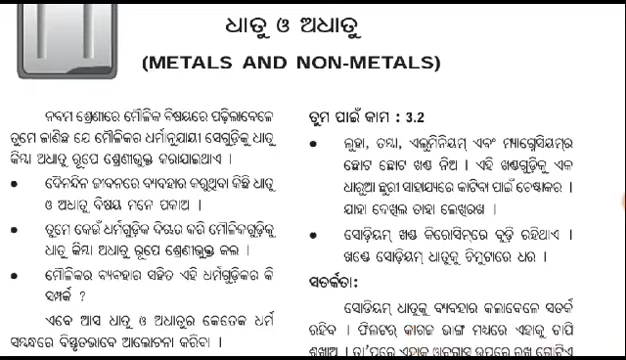 ଧାତୁ ଓ ଅଧାତୁ
(METALS AND NON-METALS)
ନବମ ଶ୍ରେଣୀରେ ମୌଳିକ ବିଷୟରେ ପଢ଼ିଲାବେଳେ
ତୁମେ ଜାଣିଛ ଯେ ମୌଳିକର ଧର୍ମାନୁଯାୟୀ ସେଗୁଡ଼ିକୁ ଧାତୁ
କିମ୍ୱା ଅଧାତୁ ରୂପେ ଶ୍ରେଣୀଭୁକ୍ତ କରାଯାଇଥାଏ ।
● ଦୈନନ୍ଦିନ ଜୀବନରେ ବ୍ୟବହାର କରୁଥିବା କିଛି ଧାତୁ
ଓ ଅଧାତୁ ବିଷୟ ମନେ ପକାଅ ।
● ତୁମେ କେଉଁ ଧର୍ମଗୁଡ଼ିକ ବିଚାର କରି ମୌଳିକଗୁଡ଼ିକୁ
ଧାତୁ କିମ୍ୱା ଅଧାତୁ ରୂପେ ଶ୍ରେଣୀଭୁକ୍ତ କଲ ।
● ମୌଳିକର ବ୍ୟବହାର ସହିତ ଏହି ଧର୍ମଗୁଡ଼ିକର କି
ସମ୍ପର୍କ ?
ଏବେ ଆସ ଧାତୁ ଓ ଅଧାତୁର କେତେକ ଧର୍ମ
ସମ୍ବନ୍ଧରେ ବିସ୍ତୃତଭାବେ ଆଲୋଚନା କରିବା ।
ତୁମ ପାଇଁ କାମ : 3.2
● ଲୁହା, ତମ୍ୱା, ଏଲୁମିନିୟମ୍ ଏବଂ ମ୍ୟାଗ୍ନେସିୟମ୍‌ର
ଛୋଟ ଛୋଟ ଖଣ୍ଡ ନିଅ । ଏହି ଖଣ୍ଡଗୁଡ଼ିକୁ ଏକ
ଧାରୁଆ ଛୁରୀ ସାହାଯ୍ୟରେ କାଟିବା ପାଇଁ ଚେଷ୍ଟାକର ।
ଯାହା ଦେଖିଲ ତାହା ଲେଖିରଖ ।
● ସୋଡ଼ିୟମ୍ ଖଣ୍ଡ କିରୋସିନ୍‌ରେ ବୁଡ଼ି ରହିଥାଏ ।
ଖଣ୍ଡେ ସୋଡ଼ିୟମ୍ ଧାତୁକୁ ଚିମୁଟାରେ ଧର ।
ସତର୍କତା:
ସୋଡିୟମ୍ ଧାତୁକୁ ବ୍ୟବହାର କଲାବେଳେ ସତର୍କ
ରହିବ । ଫିଲଟର୍ କାଗଜ ଭାଙ୍ଗ ମଧ୍ୟରେ ଏହାକୁ ଚାପି
ଶୁଖାଅ ।